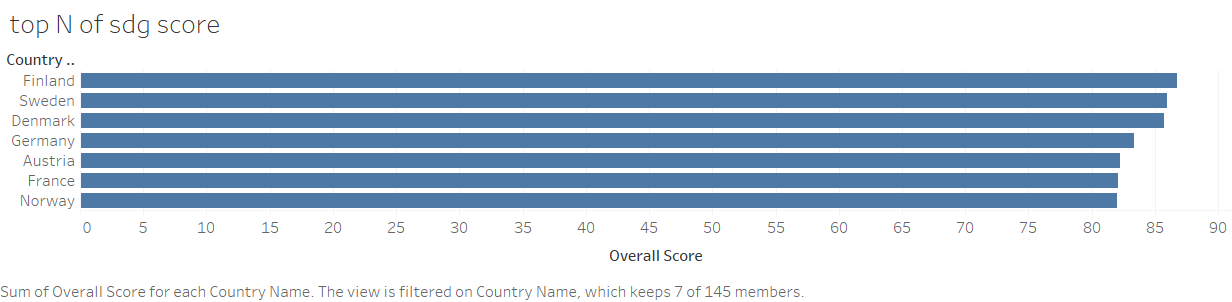 top N of sdg score
Country ..
Finland
Sweden
Denmark
Germany
Austria
France
Norway
0 5 10 15 20 25 30 35 40 45 50 55 60 65 70 75 80 85 90
Overall Score
Sum of Overall Score for each Country Name. The view is filtered on Country Name, which keeps 7 of 145 members.